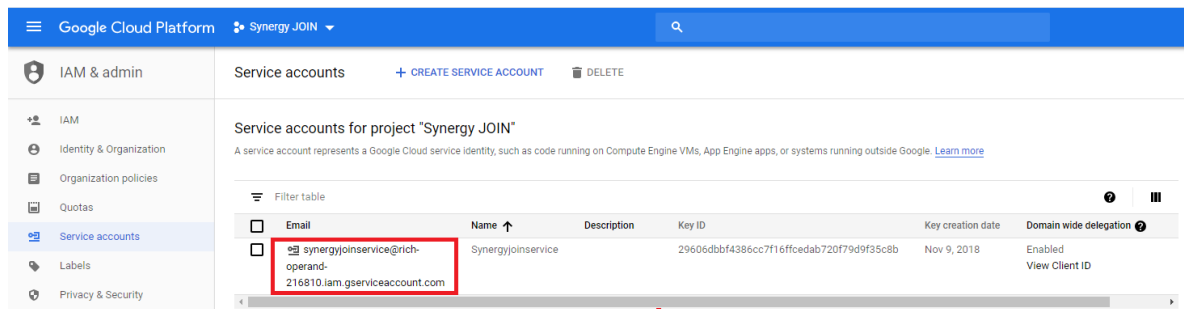 Google Cloud Platform Synergy JOIN
IAM & admin
Service accounts + CREATE SERVICE ACCOUNT DELETE
IAM
Identity & Organization
Organization policies
Quotas
Service accounts
Labels
Privacy & Security
Service accounts for project "Synergy JOIN"
A service account represents a Google Cloud service identity, such as code running on Compute Engine VMs, App Engine apps, or systems running outside Google. Learn more
Filter table
Email Name Description Key ID Key creation date Domain wide delegation
synergyjoinservice@rich- Synergyjoinservice 29606dbbf4386cc7f16ffcedab720f79d9f35c8b Nov 9, 2018 Enabled
operand- View Client ID
216810.iam.gserviceaccount.com